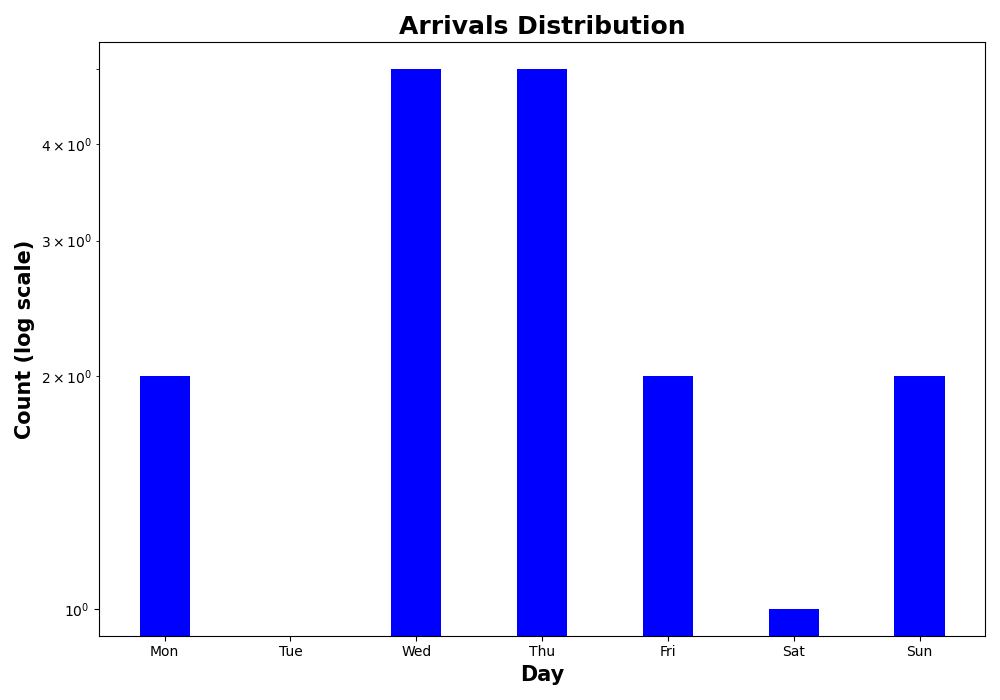 Arrivals Distribution
Count (log scale)
4 × 10⁰
3 × 10⁰
2 × 10⁰
10⁰
Mon Tue Wed Thu Fri Sat Sun
Day